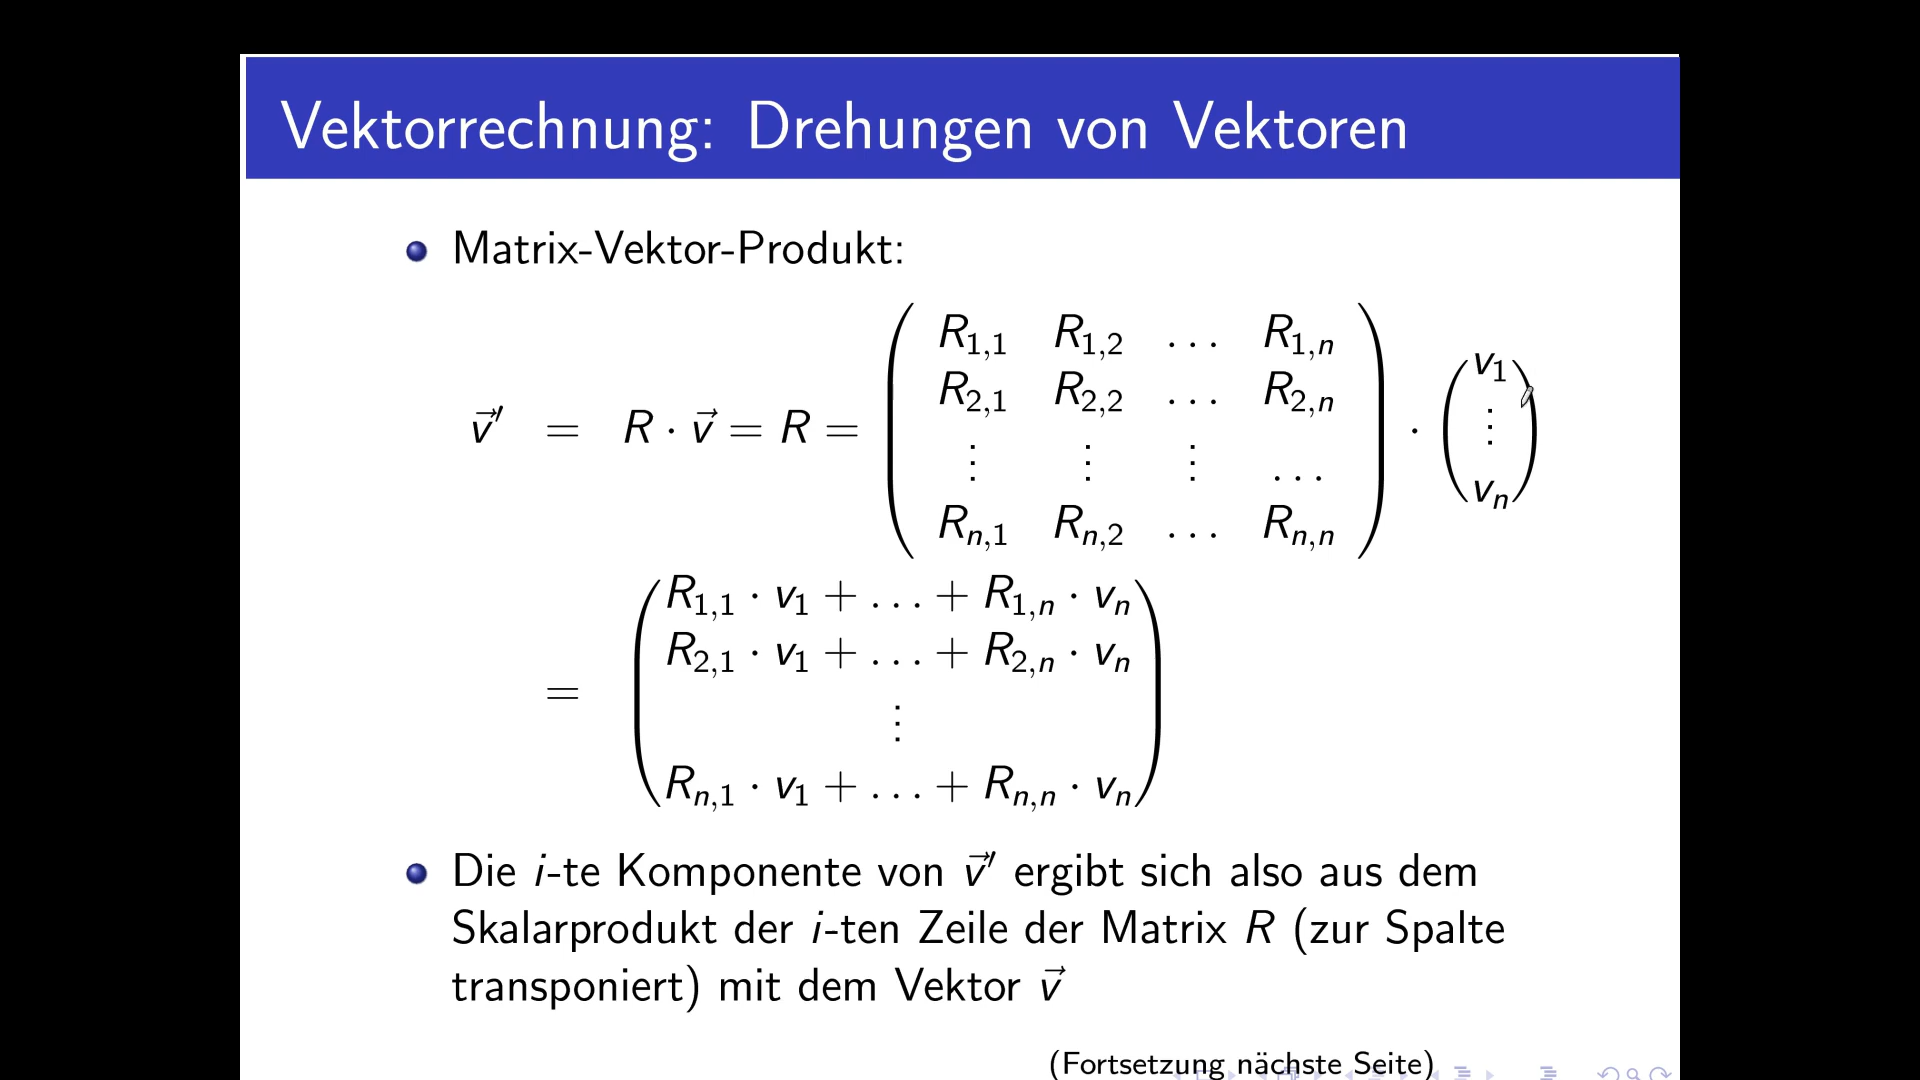 Vektorrechnung: Drehungen von Vektoren
Matrix-Vektor-Produkt:
v⃗′ = R · v⃗ = R = ( R1,1 R1,2 ... R1,n ) · ( v1 )
R2,1 R2,2 ... R2,n
⋮ ⋮ ⋮ ... ⋮
Rn,1 Rn,2 ... Rn,n vn
= ( R1,1 · v1 + ... + R1,n · vn )
R2,1 · v1 + ... + R2,n · vn
⋮
Rn,1 · v1 + ... + Rn,n · vn
Die i-te Komponente von v⃗′ ergibt sich also aus dem
Skalarprodukt der i-ten Zeile der Matrix R (zur Spalte
transponiert) mit dem Vektor v⃗
(Fortsetzung nächste Seite)